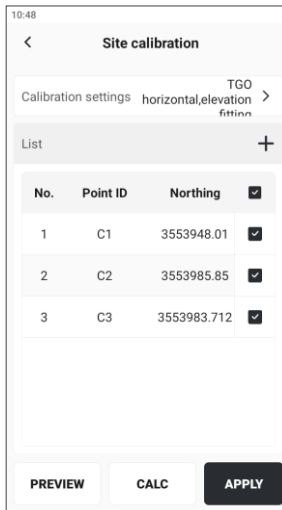 10:48
Site calibration
TGO
Calibration settings horizontal,elevation
fitting
List
No. Point ID Northing
1 C1 3553948.01
2 C2 3553985.85
3 C3 3553983.712
PREVIEW CALC APPLY